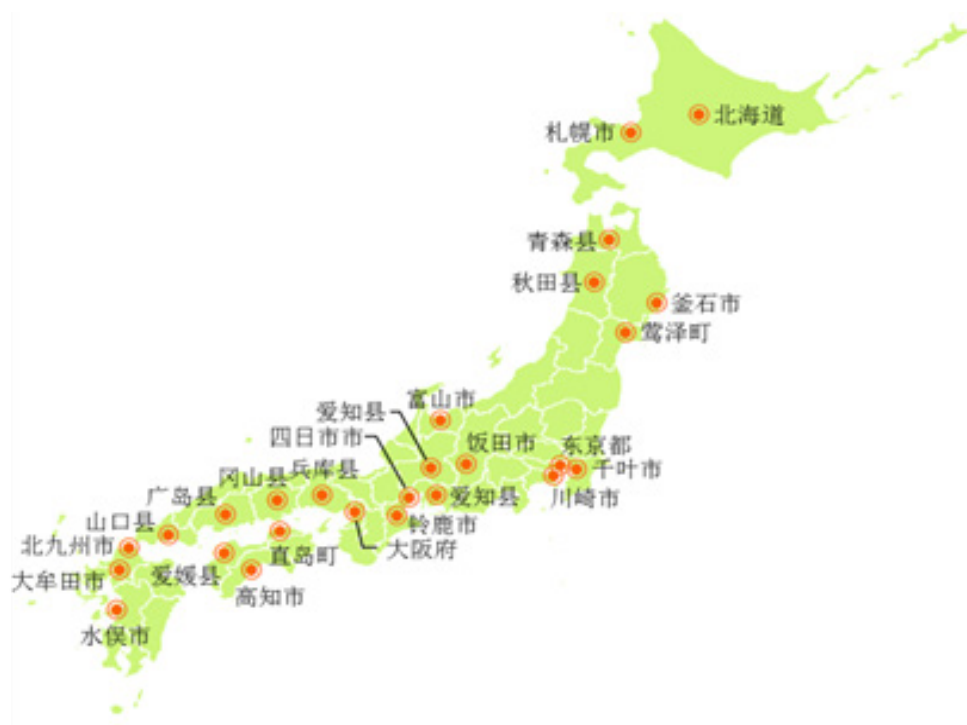 北海道
札幌市
青森县
秋田县
釜石市
莺泽町
富山市
爱知县
四日市市
饭田市
东京都
千叶市
川崎市
兵库县
冈山县
广岛县
山口县
北九州市
大牟田市
水俣市
爱媛县
高知市
直岛町
大阪府
铃鹿市
爱知县